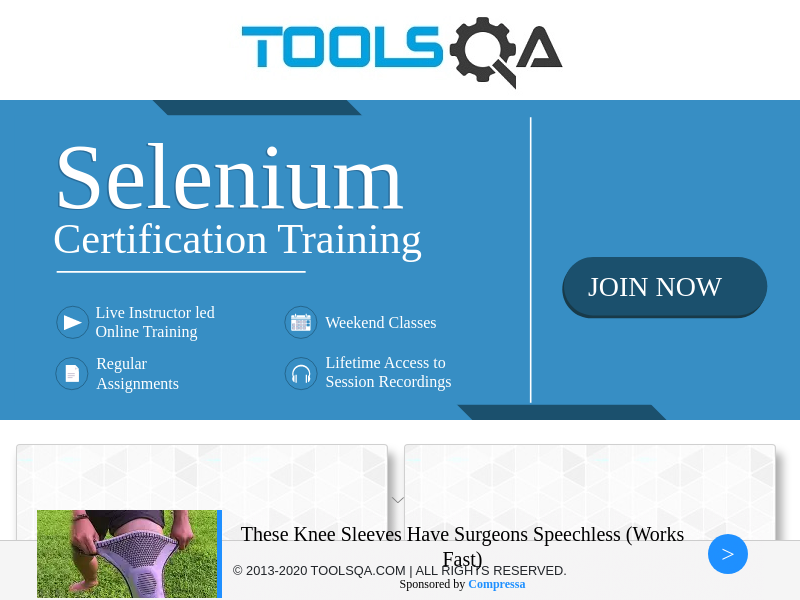 TOOLSQA
Selenium
Certification Training
Live Instructor led
Online Training
Weekend Classes
Regular
Assignments
Lifetime Access to
Session Recordings
JOIN NOW
These Knee Sleeves Have Surgeons Speechless (Works
Fast)
>
© 2013-2020 TOOLSQA.COM | ALL RIGHTS RESERVED.
Sponsored by Compressa